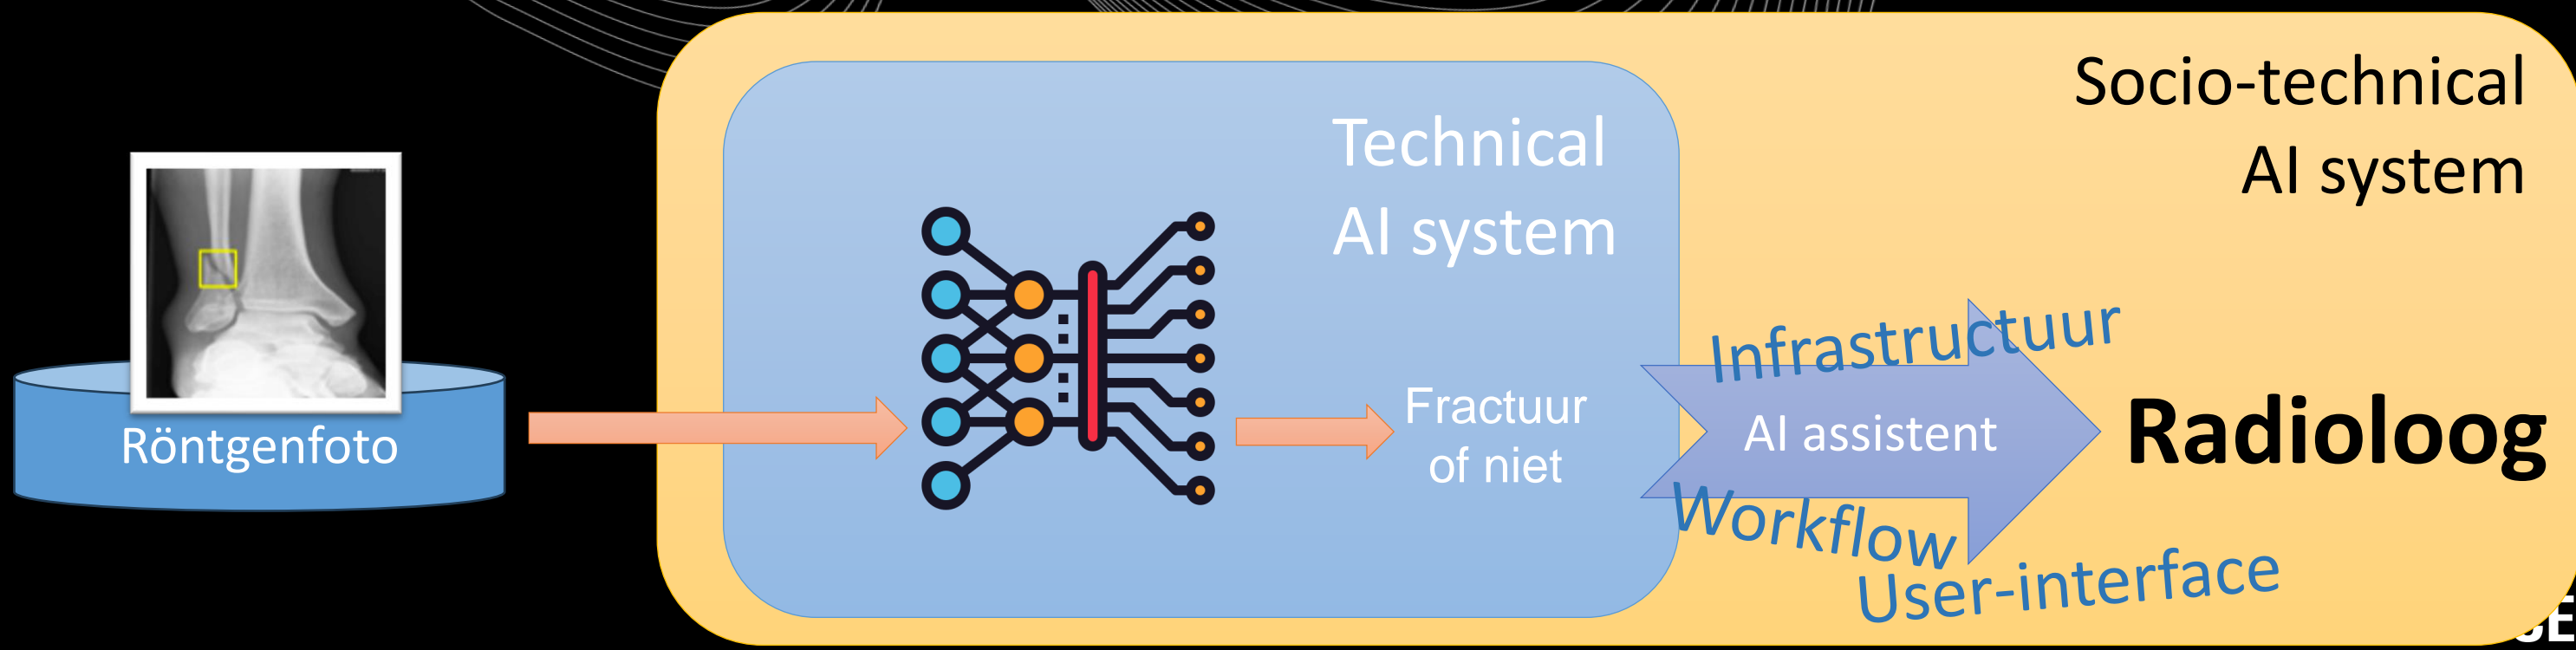 Röntgenfoto
Technical
AI system
Fractuur
of niet
Socio-technical
AI system
Infrastructuur
AI assistent
Workflow
User-interface
Radioloog